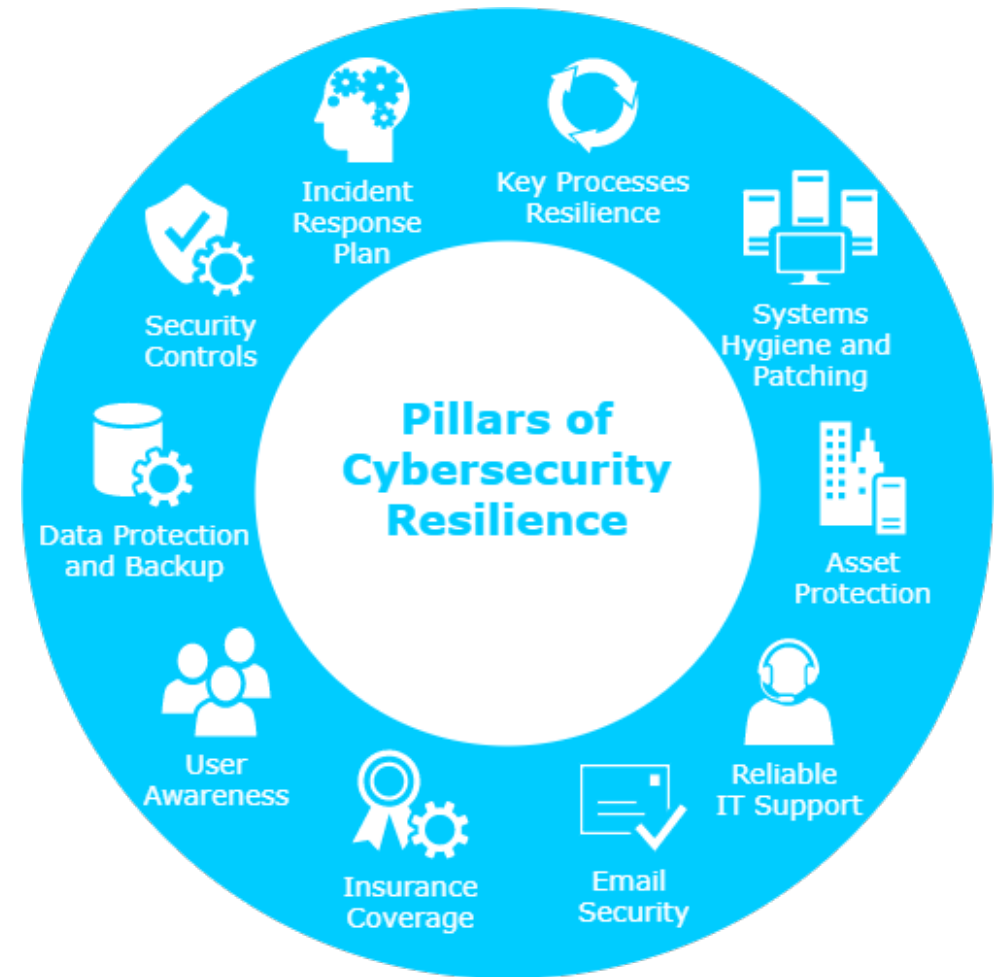 Pillars of
Cybersecurity
Resilience
Key Processes
Resilience
Systems
Hygiene and
Patching
Asset
Protection
Reliable
IT Support
Email
Security
Insurance
Coverage
User
Awareness
Data Protection
and Backup
Security
Controls
Incident
Response
Plan